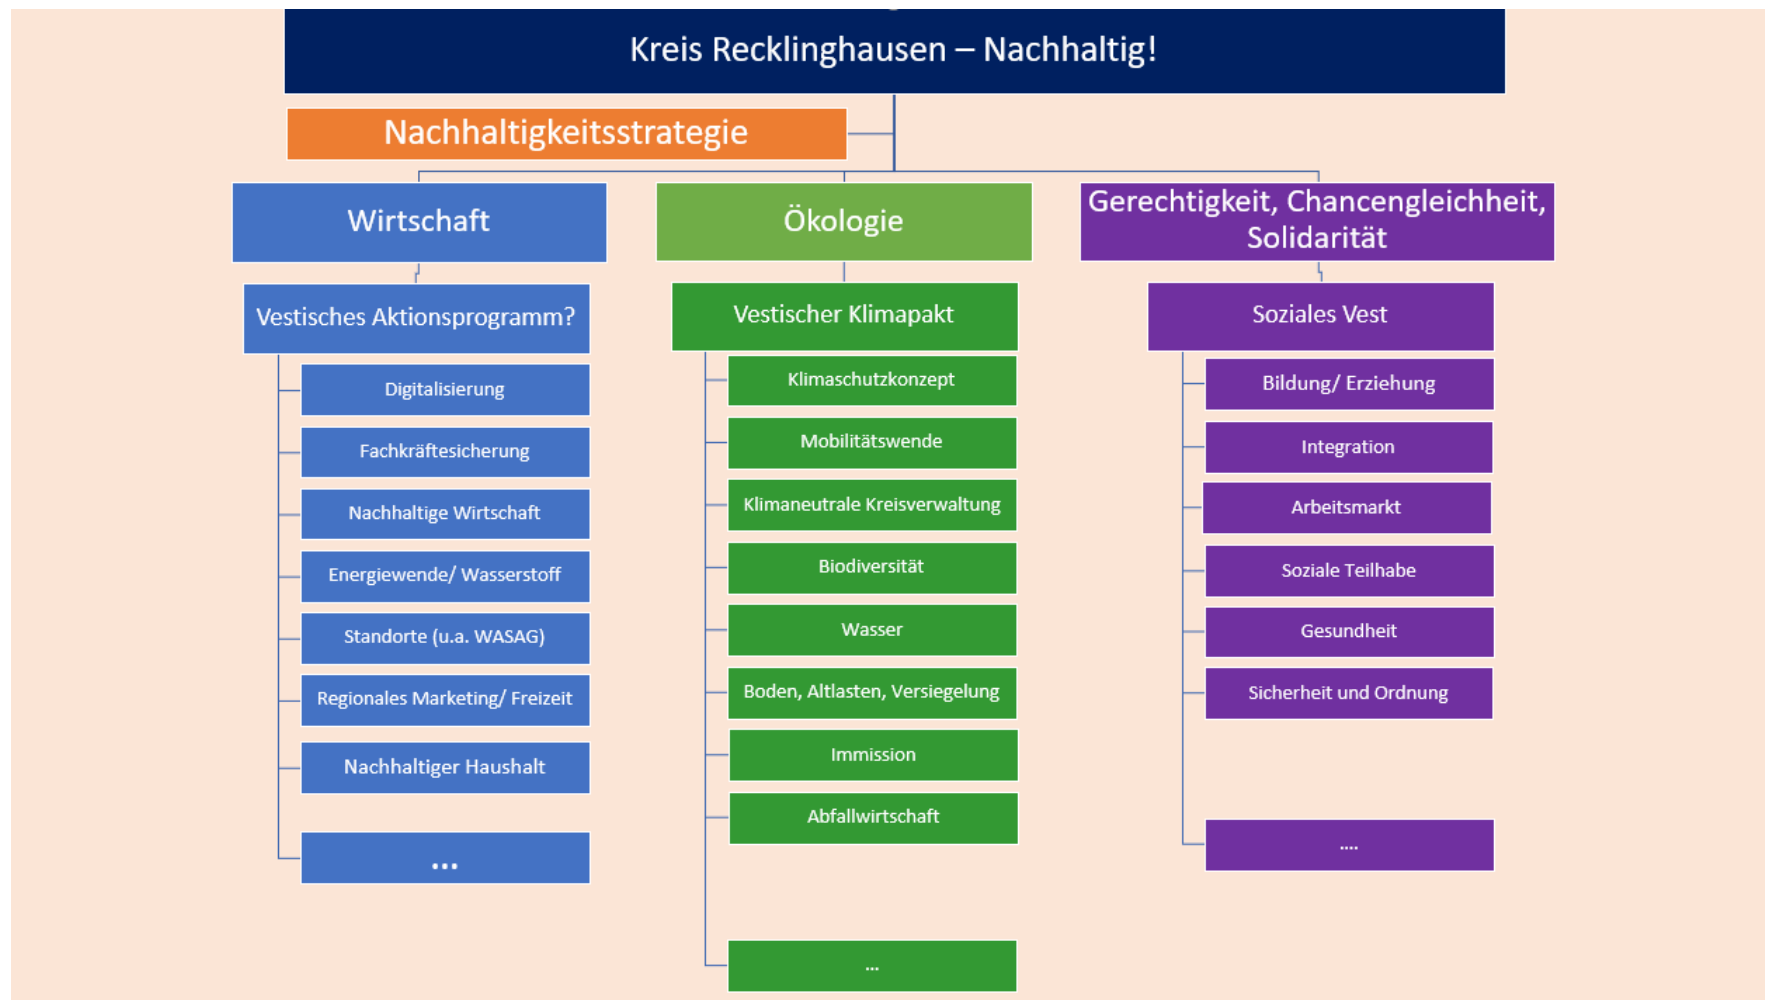 Kreis Recklinghausen – Nachhaltig!
Nachhaltigkeitsstrategie
Wirtschaft
Vestisches Aktionsprogramm?
Digitalisierung
Fachkräftesicherung
Nachhaltige Wirtschaft
Energiewende/ Wasserstoff
Standorte (u.a. WASAG)
Regionales Marketing/ Freizeit
Nachhaltiger Haushalt
...
Ökologie
Vestischer Klimapakt
Klimaschutzkonzept
Mobilitätswende
Klimaneutrale Kreisverwaltung
Biodiversität
Wasser
Boden, Altlasten, Versiegelung
Immission
Abfallwirtschaft
...
Gerechtigkeit, Chancengleichheit,
Solidarität
Soziales Vest
Bildung/ Erziehung
Integration
Arbeitsmarkt
Soziale Teilhabe
Gesundheit
Sicherheit und Ordnung
....